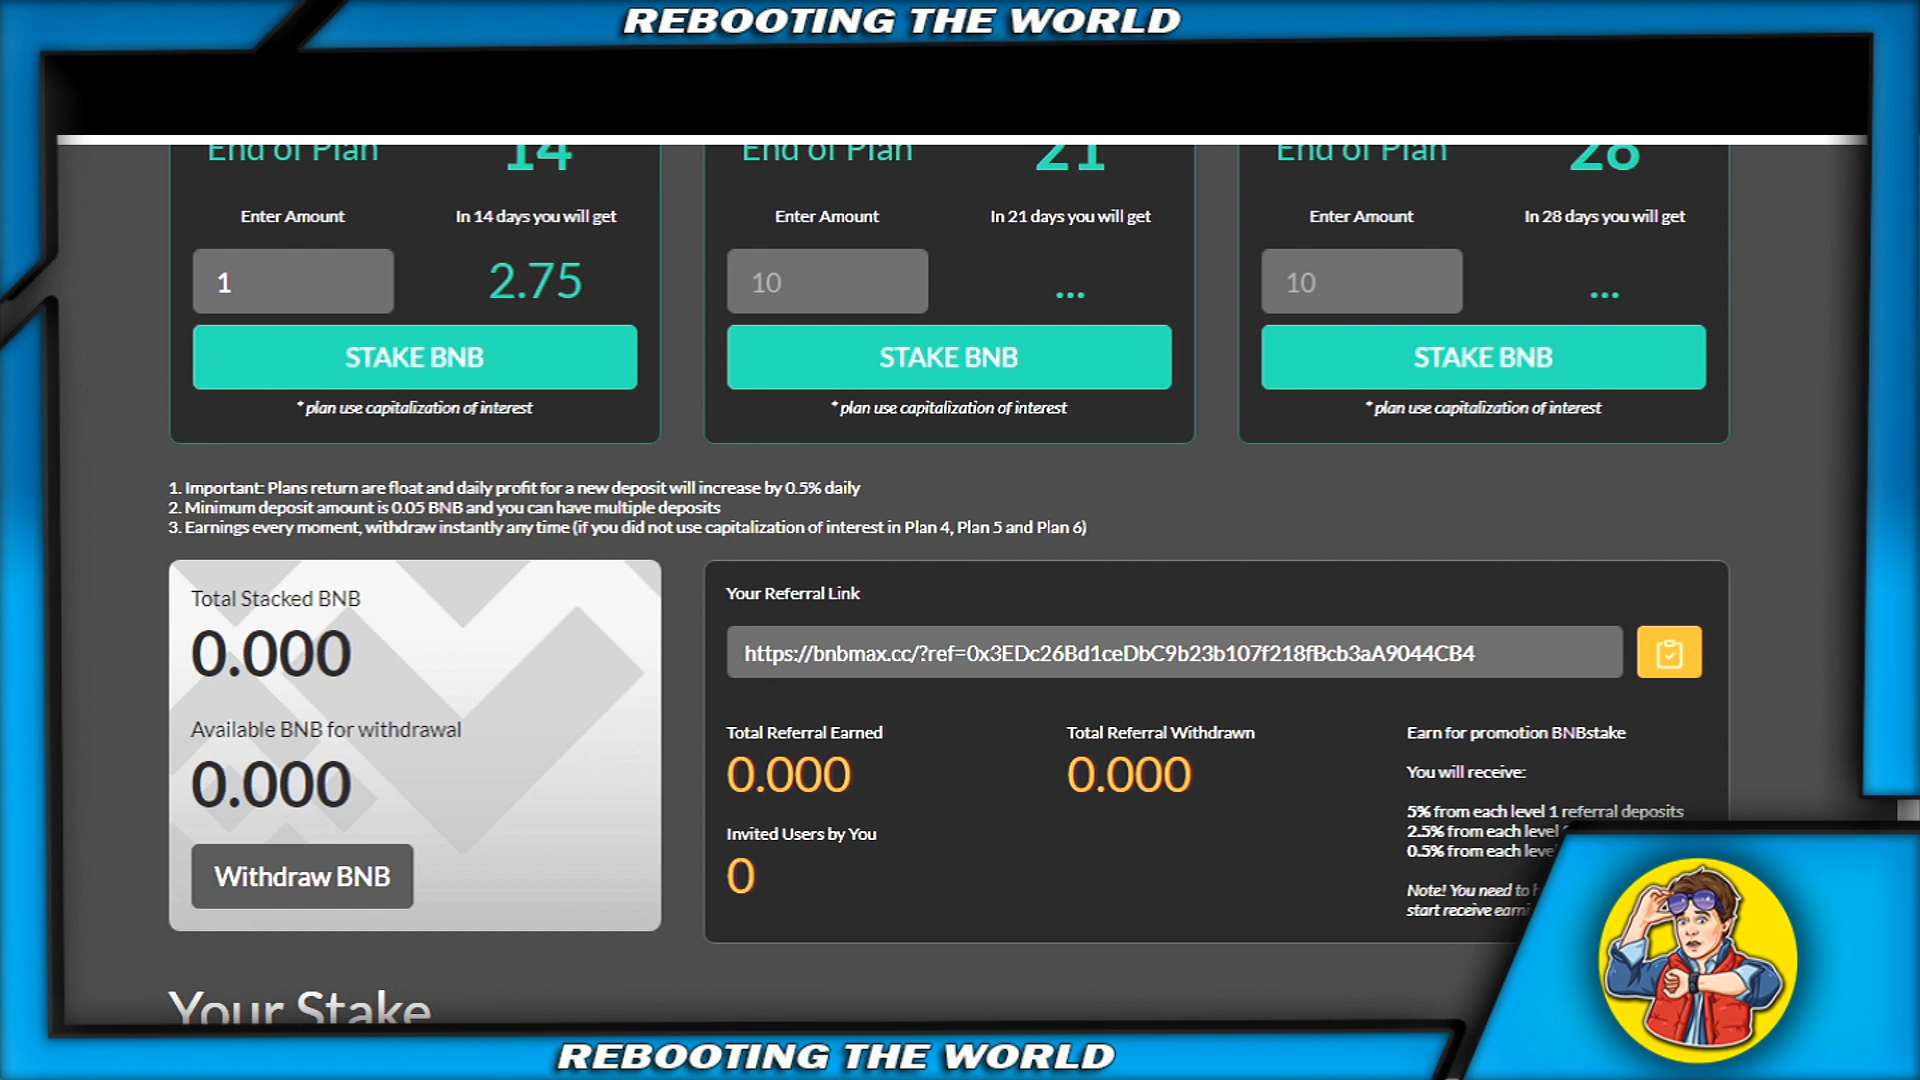 REBOOTING THE WORLD
End of Plan 14
End of Plan 21
End of Plan 28
Enter Amount In 14 days you will get
Enter Amount In 21 days you will get
Enter Amount In 28 days you will get
1 2.75
10 ...
10 ...
STAKE BNB
STAKE BNB
STAKE BNB
* plan use capitalization of interest
* plan use capitalization of interest
* plan use capitalization of interest
1. Important: Plans return are float and daily profit for a new deposit will increase by 0.5% daily
2. Minimum deposit amount is 0.05 BNB and you can have multiple deposits
3. Earnings every moment, withdraw instantly any time (if you did not use capitalization of interest in Plan 4, Plan 5 and Plan 6)
Total Stacked BNB
0.000
Available BNB for withdrawal
0.000
Withdraw BNB
Your Referral Link
https://bnbmax.cc/?ref=0x3EDc26Bd1ceDbC9b23b107f218fBcb3aA9044CB4
Total Referral Earned
0.000
Total Referral Withdrawn
0.000
Invited Users by You
0
Earn for promotion BNBstake
You will receive:
5% from each level 1 referral deposits
2.5% from each level
0.5% from each level
Note! You need to
start receive
Your Stake
REBOOTING THE WORLD